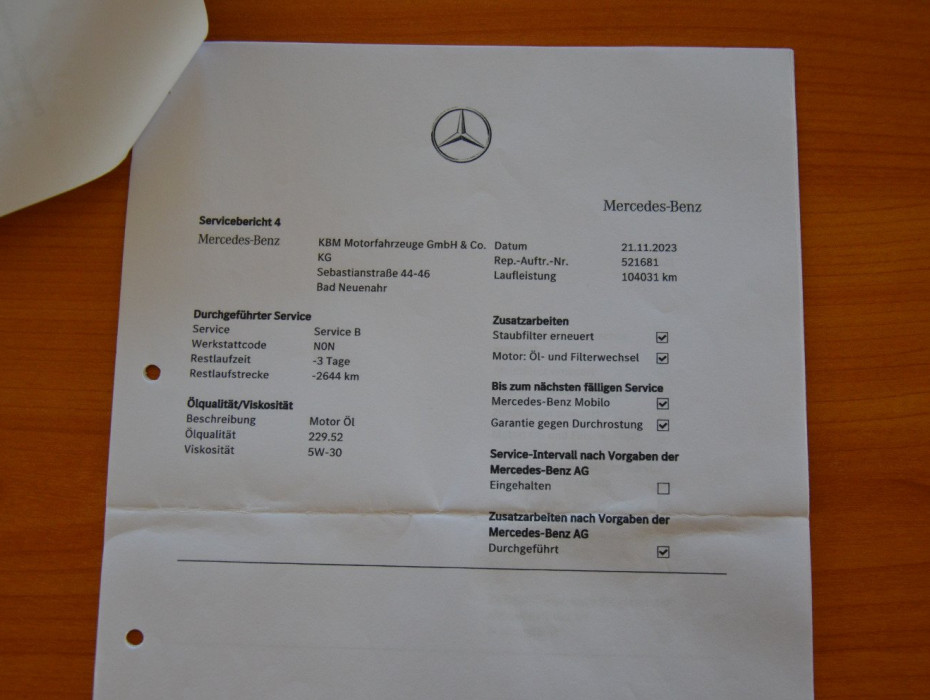 Mercedes-Benz
Servicebericht 4
Mercedes-Benz
KBM Motorfahrzeuge GmbH & Co.
KG
Sebastianstraße 44-46
Bad Neuenahr
Datum 21.11.2023
Rep.-Auftr.-Nr. 521681
Laufleistung 104031 km
Durchgeführter Service
Service Service B
Werkstattcode N0N
Restlaufzeit -3 Tage
Restlaufstrecke -2644 km
Ölqualität/Viskosität
Beschreibung Motor Öl
Ölqualität 229.52
Viskosität 5W-30
Zusatzarbeiten
Staubfilter erneuert
Motor: Öl- und Filterwechsel
Bis zum nächsten fälligen Service
Mercedes-Benz Mobilo
Garantie gegen Durchrostung
Service-Intervall nach Vorgaben der
Mercedes-Benz AG
Eingehalten
Zusatzarbeiten nach Vorgaben der
Mercedes-Benz AG
Durchgeführt